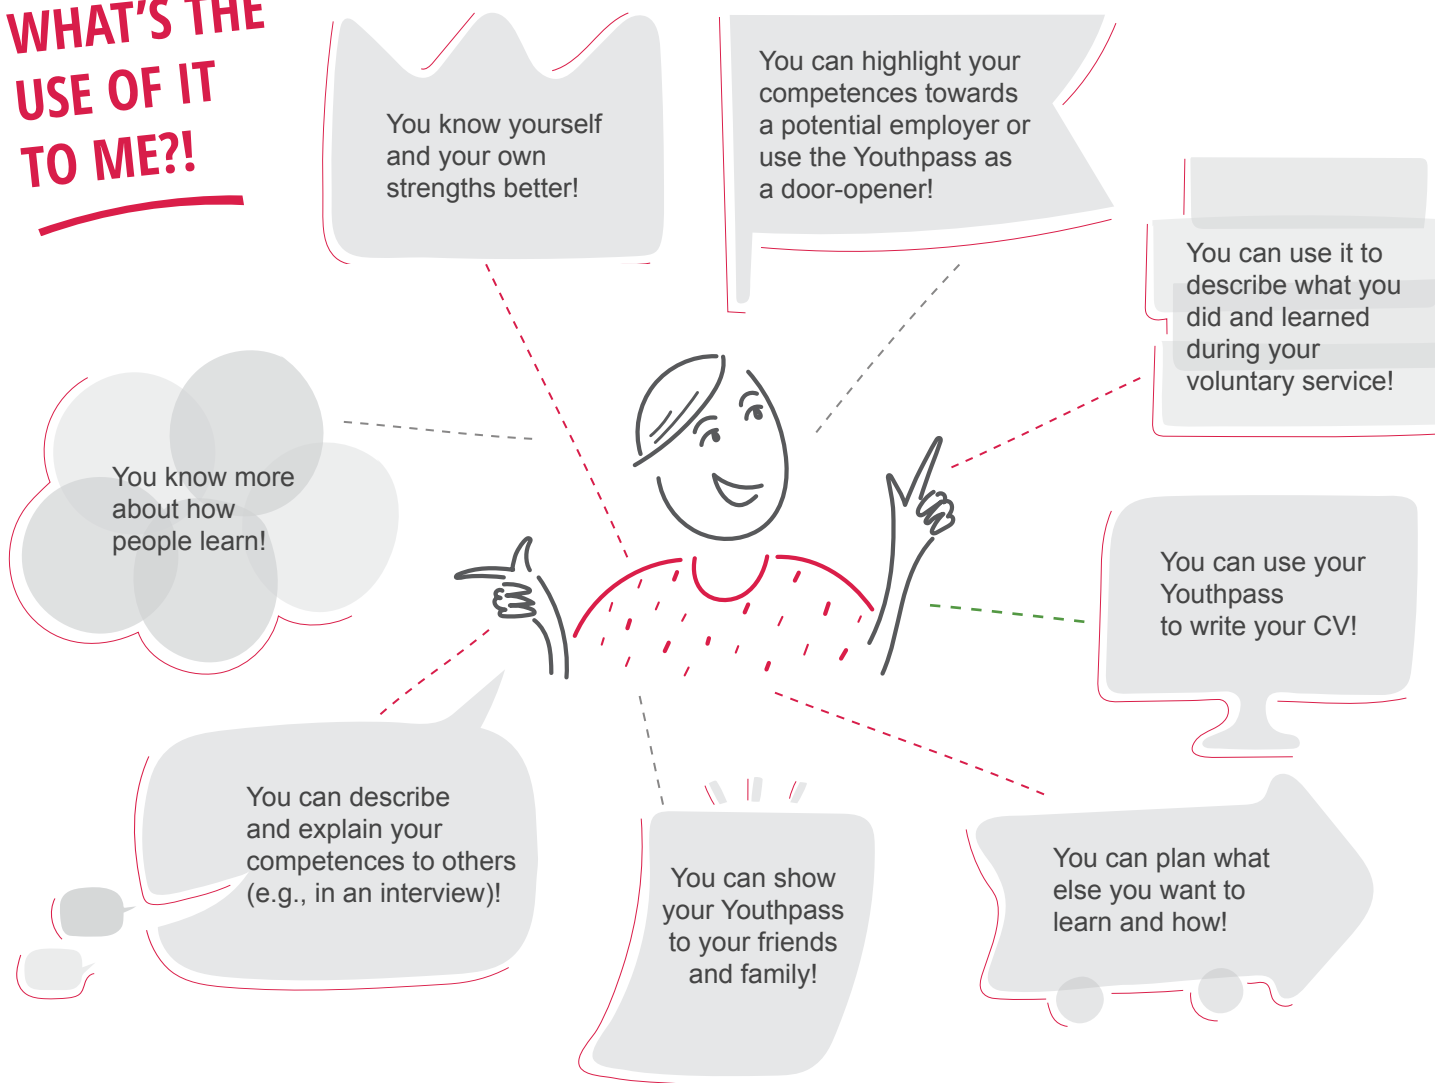 WHAT'S THE
USE OF IT
TO ME?!
You know yourself
and your own
strengths better!
You can highlight your
competences towards
a potential employer or
use the Youthpass as
a door-opener!
You can use it to
describe what you
did and learned
during your
voluntary service!
You know more
about how
people learn!
You can use your
Youthpass
to write your CV!
You can describe
and explain your
competences to others
(e.g., in an interview)!
You can show
your Youthpass
to your friends
and family!
You can plan what
else you want to
learn and how!